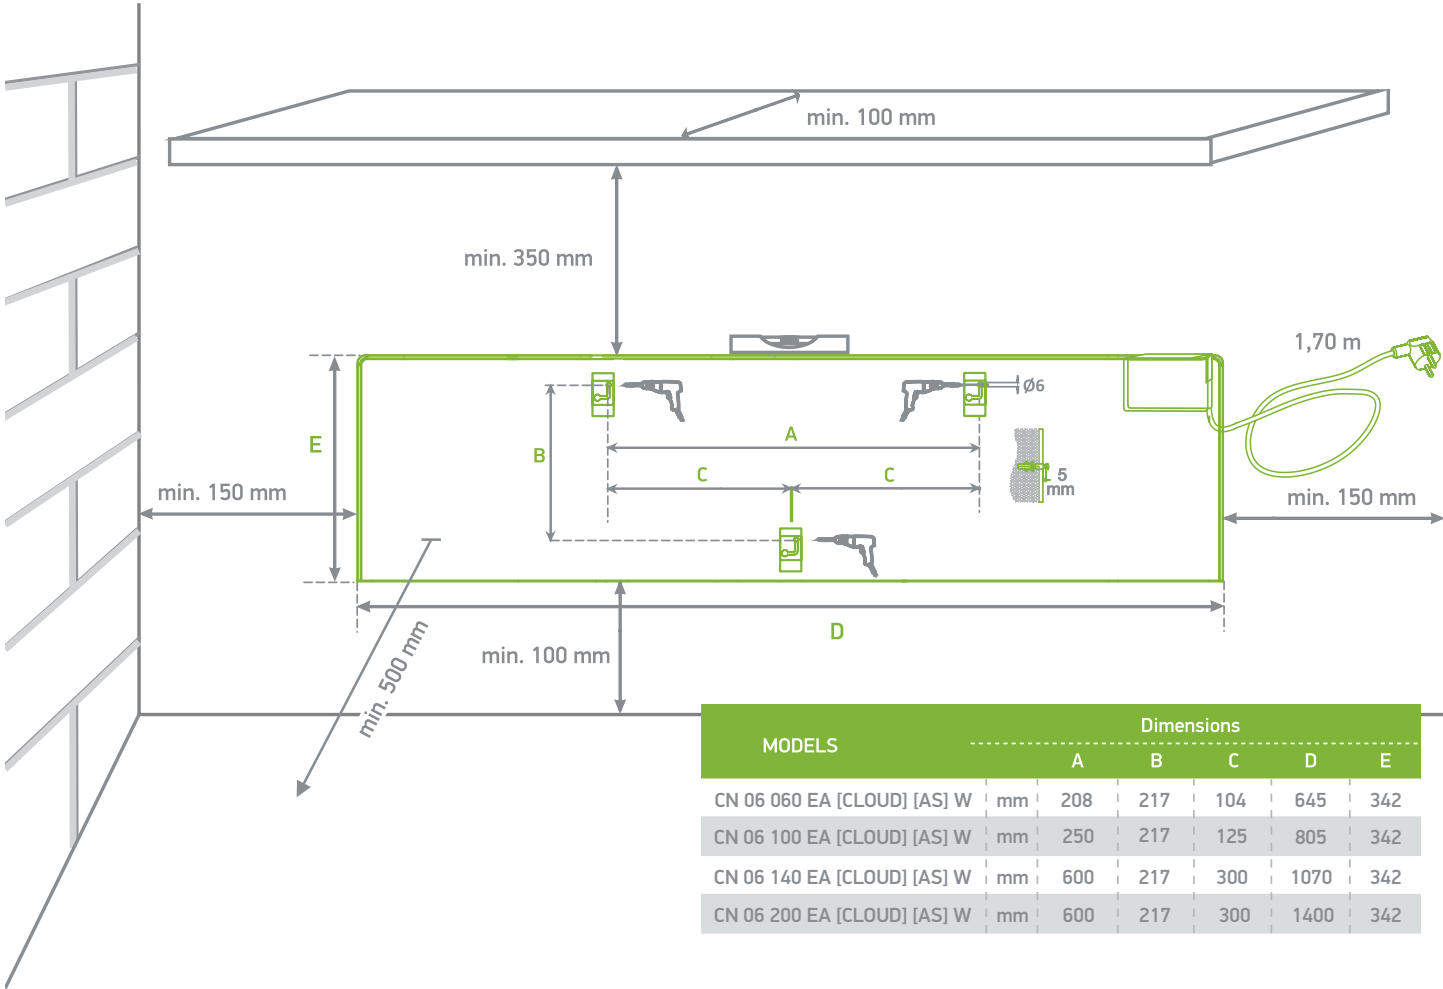 min. 100 mm
min. 350 mm
1,70 m
Ø6
A
E
B
C
C
5
mm
min. 150 mm
min. 150 mm
D
min. 500 mm
min. 100 mm
MODELS Dimensions
A B C D E
CN 06 060 EA [CLOUD] [AS] W mm 208 217 104 645 342
CN 06 100 EA [CLOUD] [AS] W mm 250 217 125 805 342
CN 06 140 EA [CLOUD] [AS] W mm 600 217 300 1070 342
CN 06 200 EA [CLOUD] [AS] W mm 600 217 300 1400 342